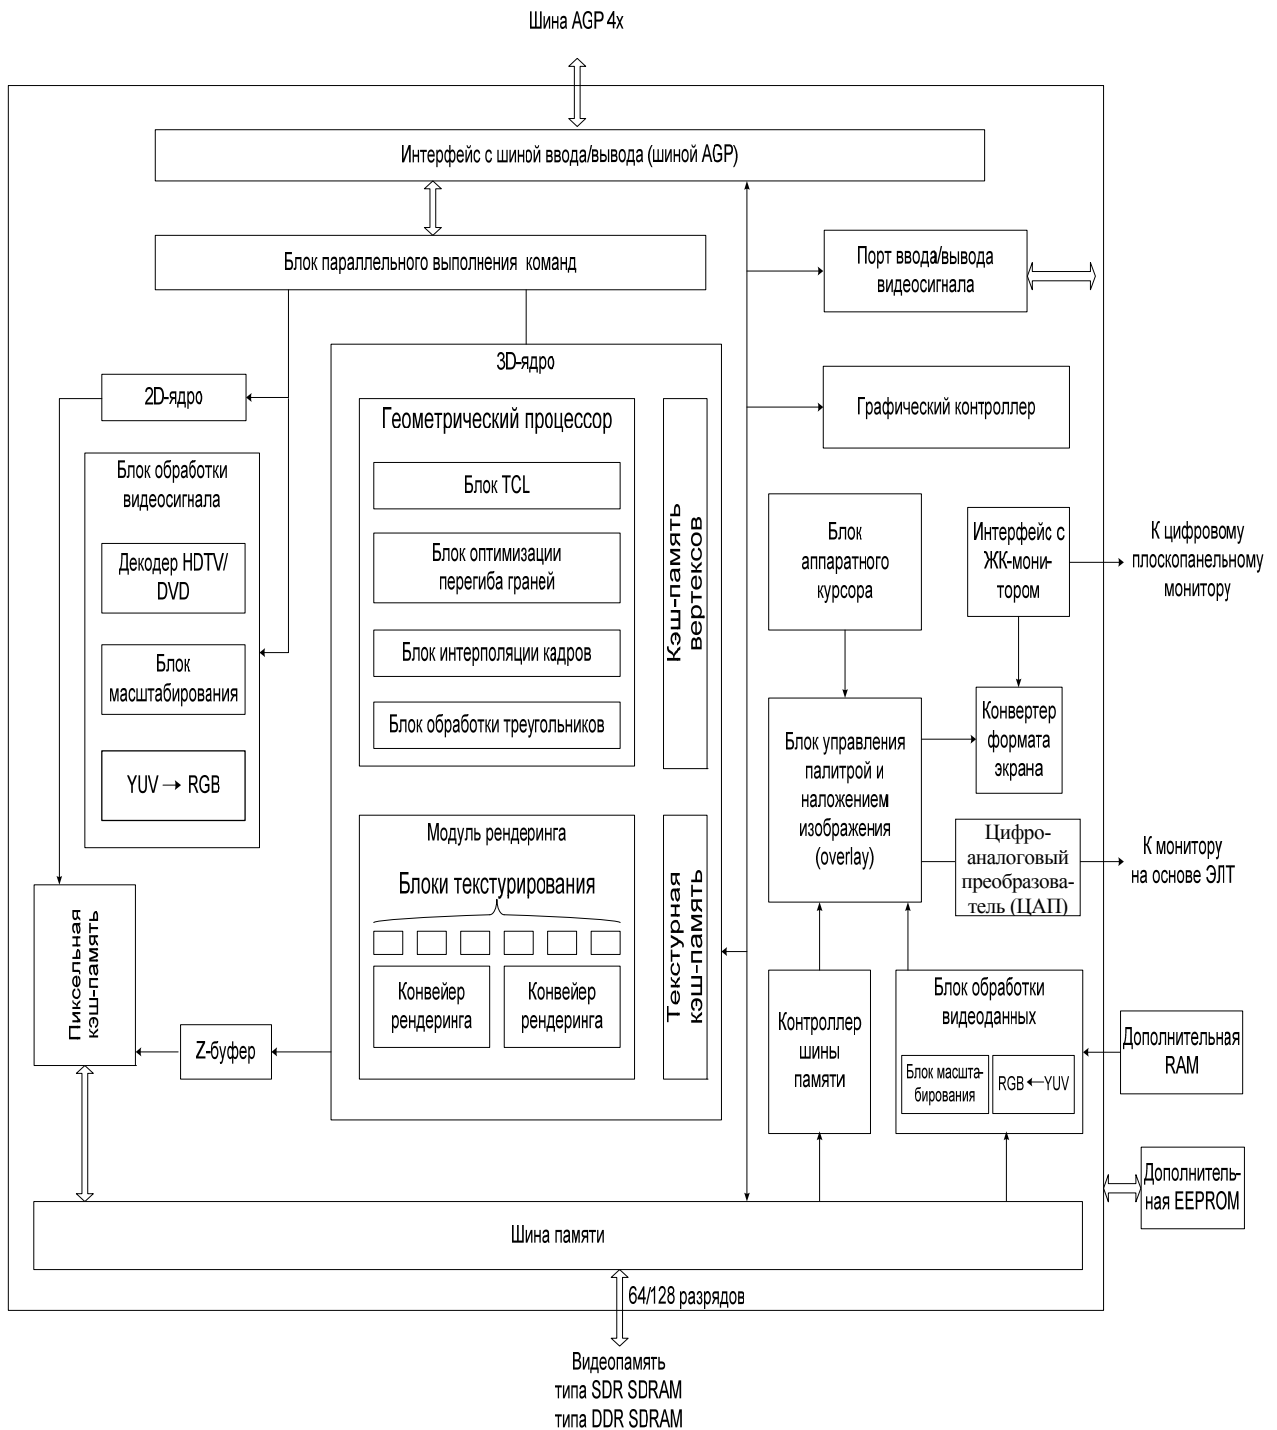 Шина AGP 4x
Интерфейс с шиной ввода/вывода (шиной AGP)
Блок параллельного выполнения команд
Порт ввода/вывода
видеосигнала
3D-ядро
2D-ядро
Графический контроллер
Геометрический процессор
Блок TCL
Блок оптимизации
перегиба граней
Блок интерполяции кадров
Блок обработки треугольников
Кэш-память
вертексов
Блок обработки
видеосигнала
Декодер HDTV/
DVD
Блок
масштабирования
YUV → RGB
Блок
аппаратного
курсора
Интерфейс с
ЖК-мони-
тором
К цифровому
плоскопанельному
монитору
Блок управления
палитрой и
наложением
изображения
(overlay)
Конвертер
формата
экрана
Цифро-
аналоговый
преобразова-
тель (ЦАП)
К монитору
на основе ЭЛТ
Модуль рендеринга
Блоки текстурирования
Конвейер
рендеринга
Конвейер
рендеринга
Текстурная
кэш-память
Пиксельная
кэш-память
Z-буфер
Контроллер
шины
памяти
Блок обработки
видеоданных
Блок масшта-
бирования
RGB ← YUV
Дополнительная
RAM
Дополнитель-
ная EEPROM
Шина памяти
64/128 разрядов
Видеопамять
типа SDR SDRAM
типа DDR SDRAM